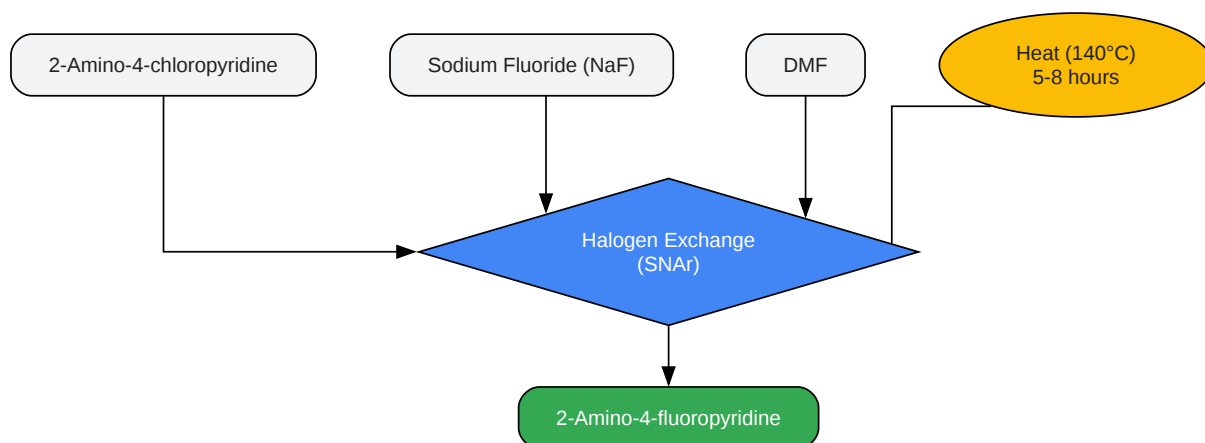 2-Amino-4-chloropyridine
Sodium Fluoride (NaF)
DMF
Heat (140°C)
5-8 hours
Halogen Exchange
(SNAr)
2-Amino-4-fluoropyridine